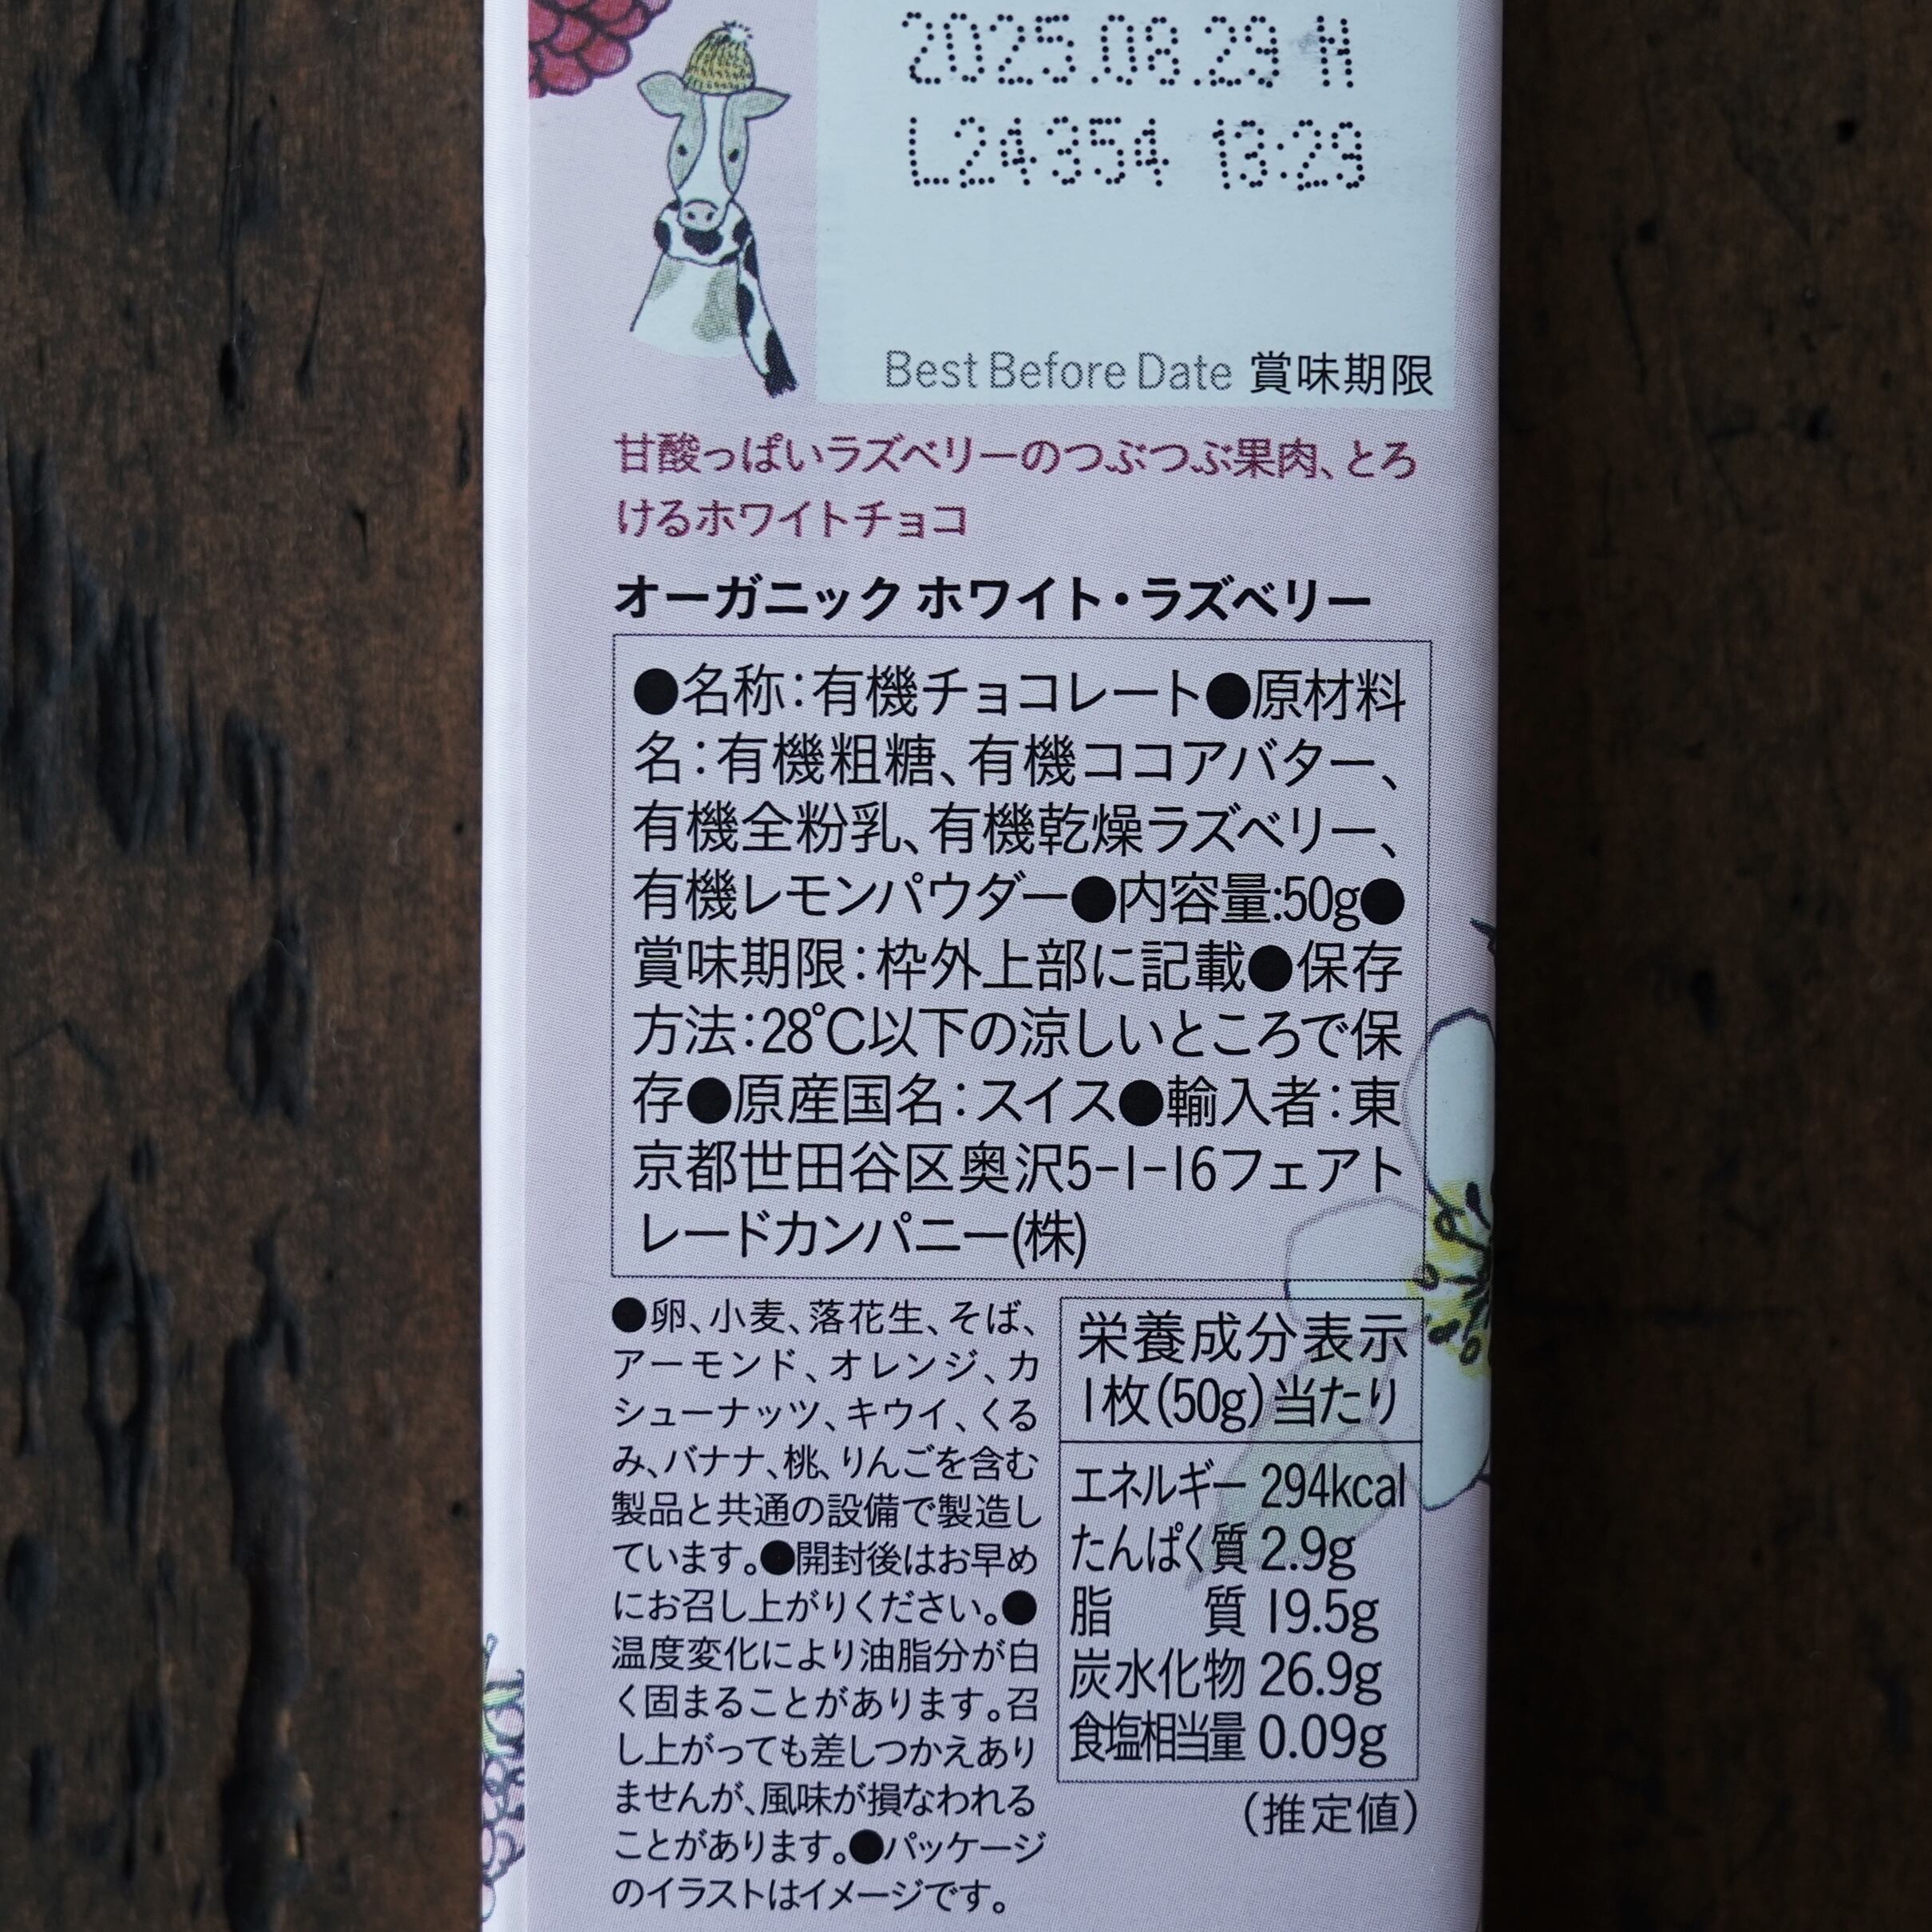 2025.08.29 H
L24354 13:29
Best Before Date 賞味期限
甘酸っぱいラズベリーのつぶつぶ果肉、とろ
けるホワイトチョコ
オーガニック ホワイト・ラズベリー
●名称：有機チョコレート●原材料
名：有機粗糖、有機ココアバター、
有機全粉乳、有機乾燥ラズベリー、
有機レモンパウダー●内容量:50g●
賞味期限：枠外上部に記載●保存
方法：28℃以下の涼しいところで保
存●原産国名：スイス●輸入者：東
京都世田谷区奥沢5-1-16フェアト
レードカンパニー(株)
●卵、小麦、落花生、そば、
アーモンド、オレンジ、カ
シューナッツ、キウイ、くる
み、バナナ、桃、りんごを含む
製品と共通の設備で製造し
ています。●開封後はお早め
にお召し上がりください。●
温度変化により油脂分が白
く固まることがあります。召
し上がっても差しつかえあり
ませんが、風味が損なわれる
ことがあります。●パッケージ
のイラストはイメージです。
栄養成分表示
1枚(50g)当たり
エネルギー 294kcal
たんぱく質 2.9g
脂　　質 19.5g
炭水化物 26.9g
食塩相当量 0.09g
（推定値）